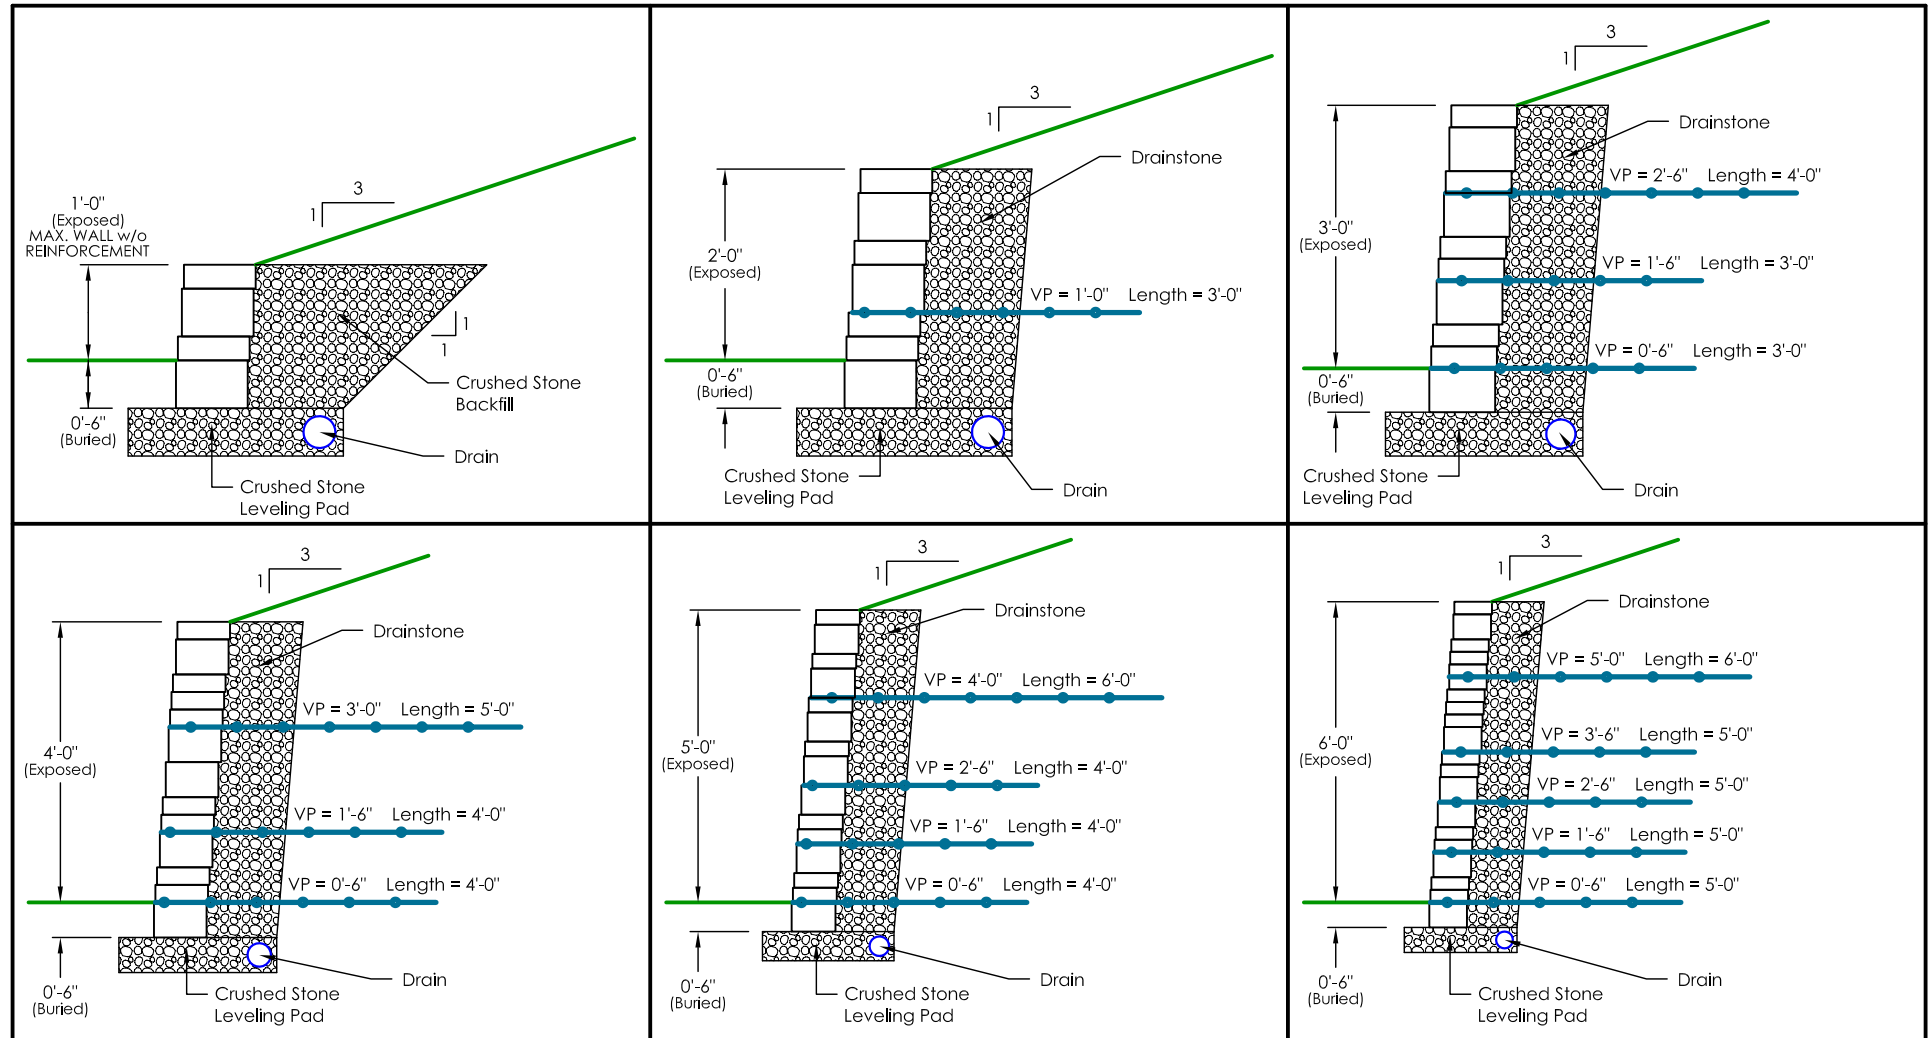 3
1
1'-0"
(Exposed)
MAX. WALL w/o
REINFORCEMENT
1
1
Crushed Stone
Backfill
0'-6"
(Buried)
Drain
Crushed Stone
Leveling Pad
3
1
Drainstone
2'-0"
(Exposed)
VP = 1'-0" Length = 3'-0"
0'-6"
(Buried)
Crushed Stone
Leveling Pad
Drain
3
1
Drainstone
VP = 2'-6" Length = 4'-0"
3'-0"
(Exposed)
VP = 1'-6" Length = 3'-0"
VP = 0'-6" Length = 3'-0"
0'-6"
(Buried)
Crushed Stone
Leveling Pad
Drain
3
1
Drainstone
VP = 3'-0" Length = 5'-0"
4'-0"
(Exposed)
VP = 1'-6" Length = 4'-0"
VP = 0'-6" Length = 4'-0"
Drain
0'-6"
(Buried)
Crushed Stone
Leveling Pad
3
1
Drainstone
VP = 4'-0" Length = 6'-0"
5'-0"
(Exposed)
VP = 2'-6" Length = 4'-0"
VP = 1'-6" Length = 4'-0"
VP = 0'-6" Length = 4'-0"
Drain
0'-6"
(Buried)
Crushed Stone
Leveling Pad
3
1
Drainstone
VP = 5'-0" Length = 6'-0"
6'-0"
(Exposed)
VP = 3'-6" Length = 5'-0"
VP = 2'-6" Length = 5'-0"
VP = 1'-6" Length = 5'-0"
VP = 0'-6" Length = 5'-0"
Drain
0'-6"
(Buried)
Crushed Stone
Leveling Pad